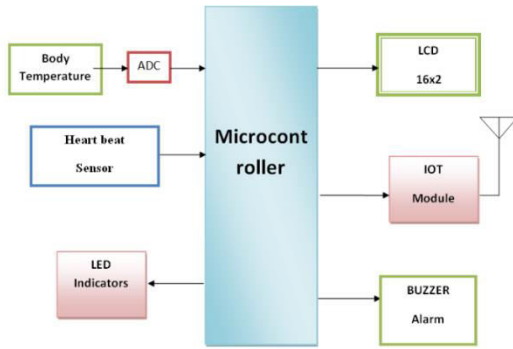 Body
Temperature
ADC
LCD
16x2
Heart beat
Sensor
Microcont
roller
IOT
Module
LED
Indicators
BUZZER
Alarm